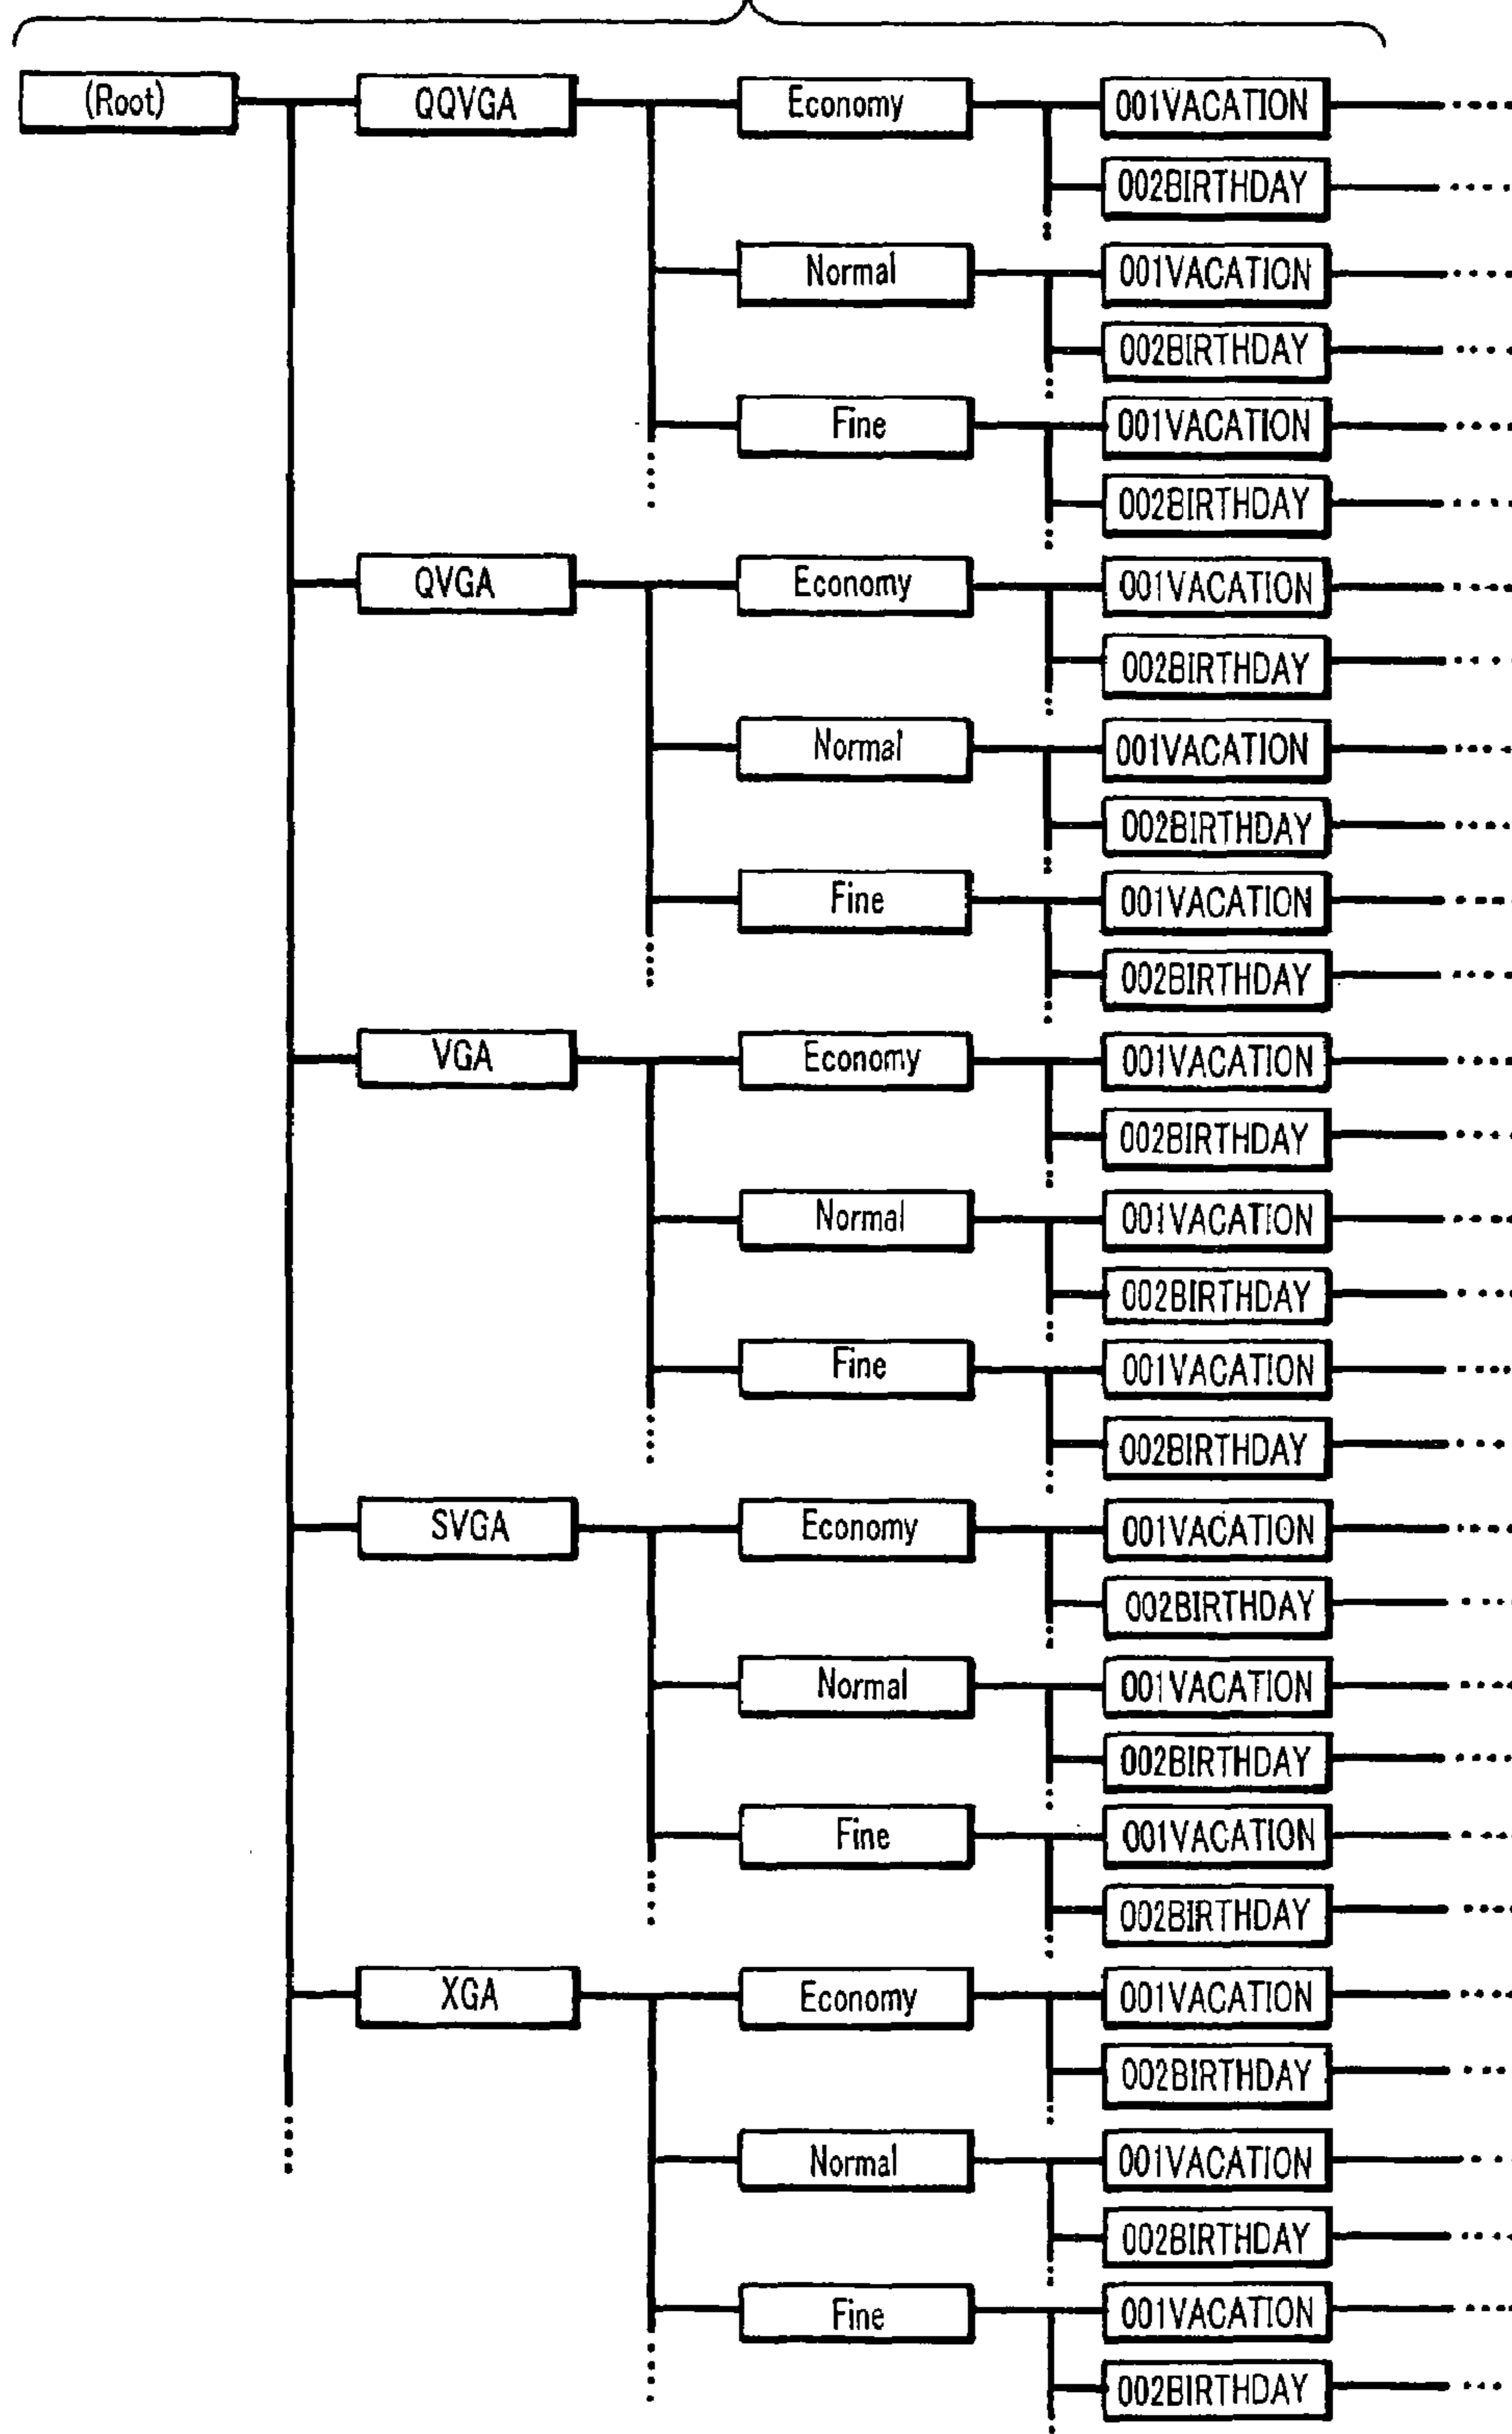 (Root) QQVGA Economy 001VACATION
002BIRTHDAY
Normal 001VACATION
002BIRTHDAY
Fine 001VACATION
002BIRTHDAY
QVGA Economy 001VACATION
002BIRTHDAY
Normal 001VACATION
002BIRTHDAY
Fine 001VACATION
002BIRTHDAY
VGA Economy 001VACATION
002BIRTHDAY
Normal 001VACATION
002BIRTHDAY
Fine 001VACATION
002BIRTHDAY
SVGA Economy 001VACATION
002BIRTHDAY
Normal 001VACATION
002BIRTHDAY
Fine 001VACATION
002BIRTHDAY
XGA Economy 001VACATION
002BIRTHDAY
Normal 001VACATION
002BIRTHDAY
Fine 001VACATION
002BIRTHDAY